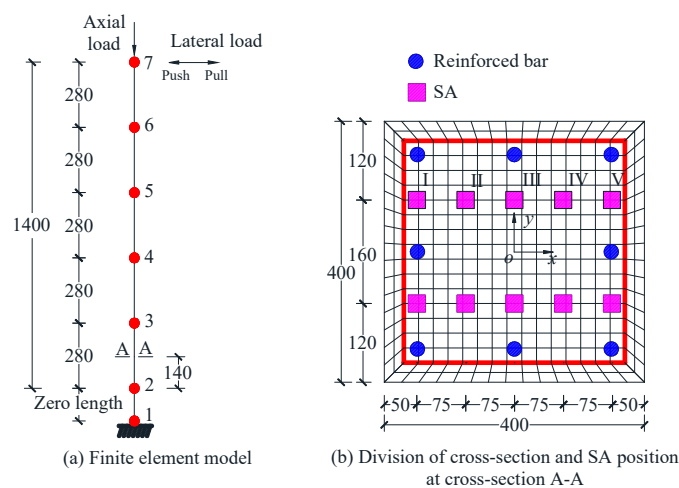 Axial
load
Lateral load
Push Pull
7
6
5
4
3
2
1
280
280
280
280
280
1400
A A
140
Zero length
(a) Finite element model
Reinforced bar
SA
I II III IV V
y
o x
120
160
120
400
50 75 75 75 75 50
400
(b) Division of cross-section and SA position
at cross-section A-A